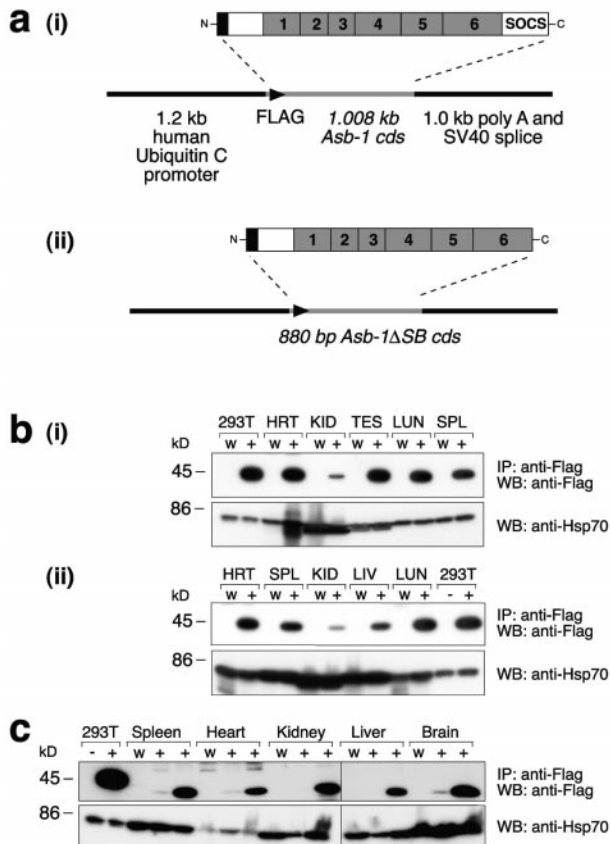 a (i)
N 1 2 3 4 5 6 SOCS C
FLAG 1.008 kb 1.0 kb poly A and
1.2 kb Asb-1 cds SV40 splice
human
Ubiquitin C
promoter
(ii)
N 1 2 3 4 5 6 C
880 bp Asb-1ΔSB cds
b (i)
293T HRT KID TES LUN SPL
kD w + w + w + w + w + w +
45 IP: anti-Flag
WB: anti-Flag
86
WB: anti-Hsp70
(ii)
HRT SPL KID LIV LUN 293T
w + w + w + w + w + - +
45 IP: anti-Flag
WB: anti-Flag
86
WB: anti-Hsp70
c
293T Spleen Heart Kidney Liver Brain
kD - + w + + w + + w + + w + + w + +
45 IP: anti-Flag
WB: anti-Flag
86
WB: anti-Hsp70